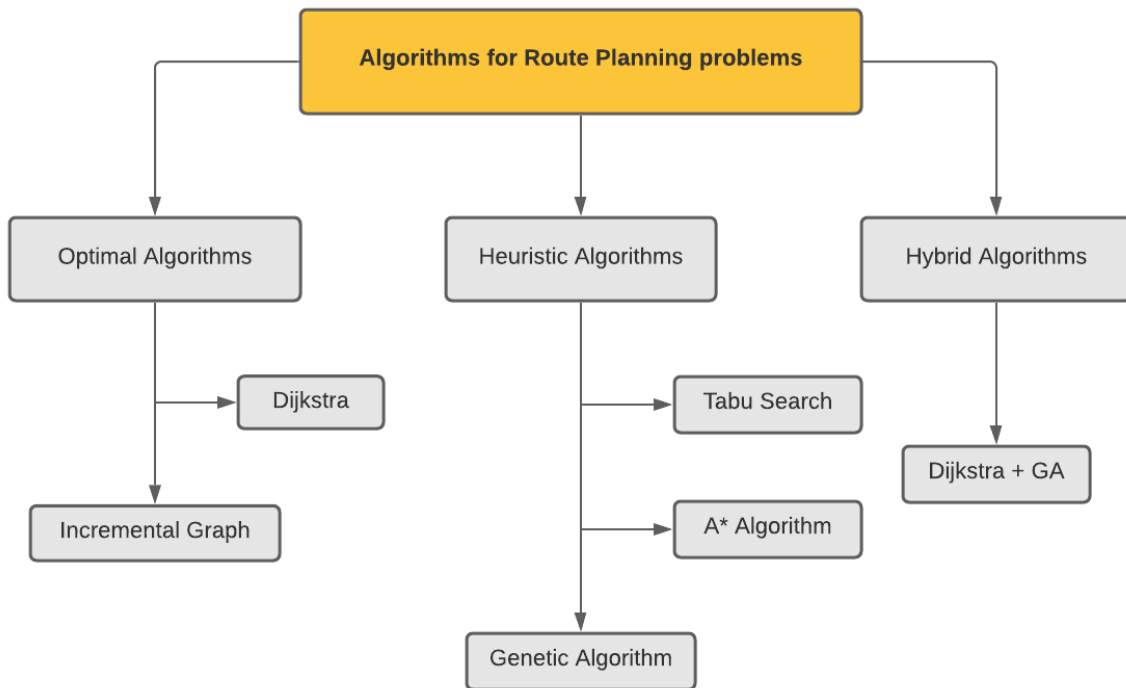 Algorithms for Route Planning problems
Optimal Algorithms
Heuristic Algorithms
Hybrid Algorithms
Dijkstra
Tabu Search
Dijkstra + GA
Incremental Graph
A* Algorithm
Genetic Algorithm